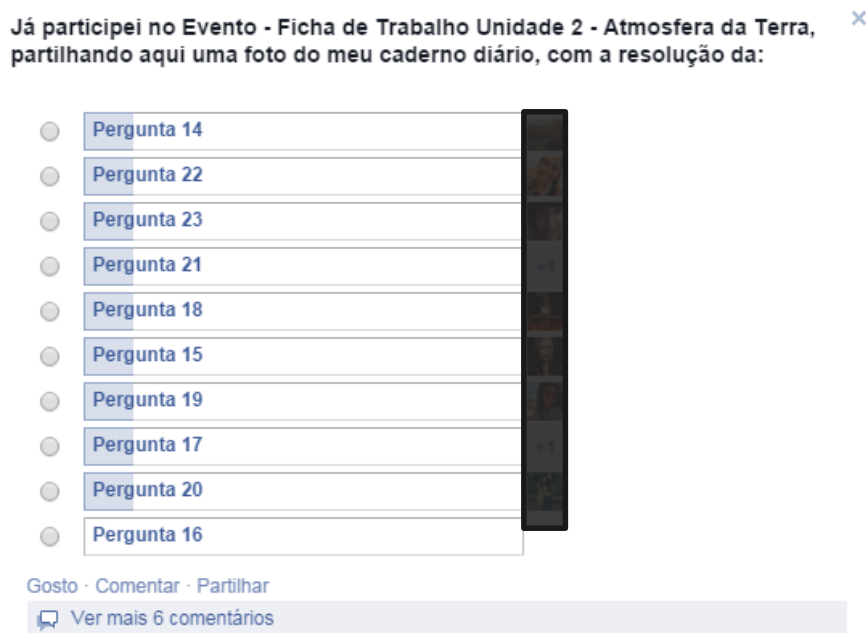 Já participei no Evento - Ficha de Trabalho Unidade 2 - Atmosfera da Terra,
partilhando aqui uma foto do meu caderno diário, com a resolução da:
Pergunta 14
Pergunta 22
Pergunta 23
Pergunta 21
+1
Pergunta 18
Pergunta 15
Pergunta 19
Pergunta 17
+1
Pergunta 20
Pergunta 16
Gosto · Comentar · Partilhar
Ver mais 6 comentários